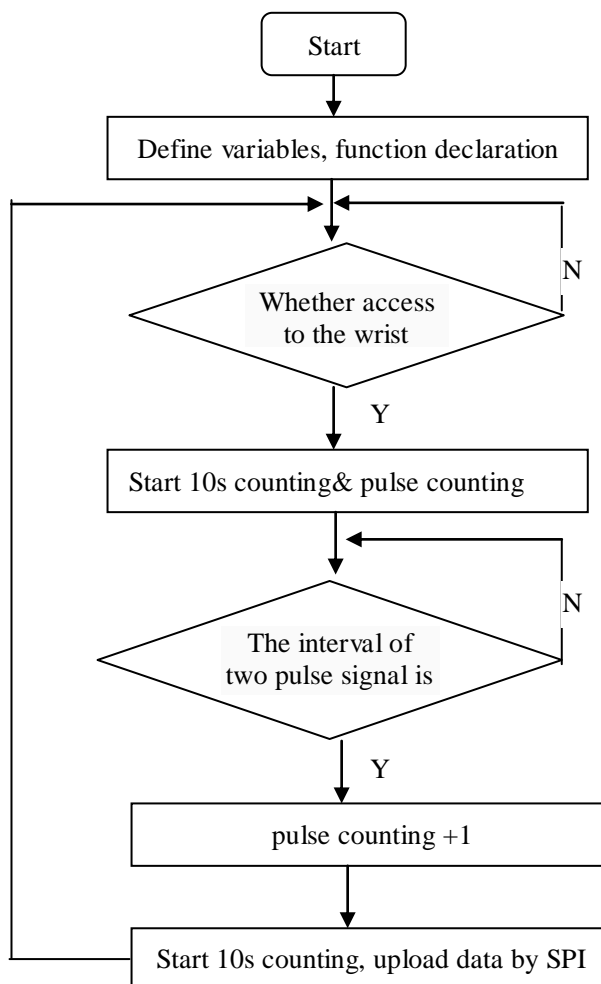 Start
Define variables, function declaration
N
Whether access
to the wrist
Y
Start 10s counting& pulse counting
N
The interval of
two pulse signal is
Y
pulse counting +1
Start 10s counting, upload data by SPI